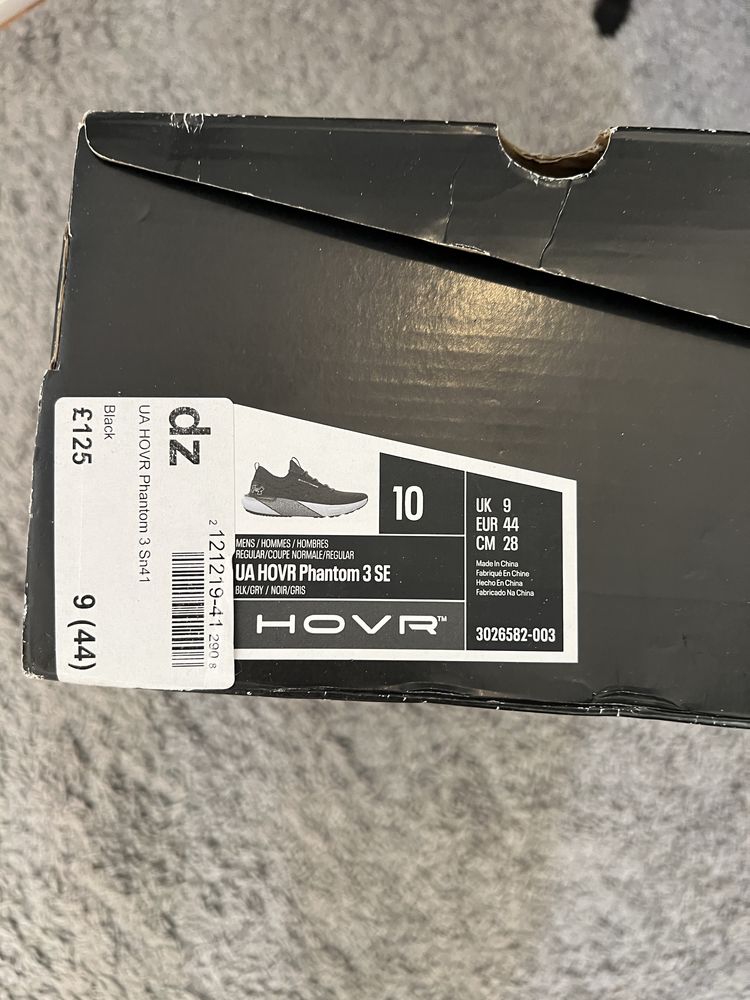 dz
UA HOVR Phantom 3 Sn41
Black
£125
9 (44)
2 121219-41 290 8
10
UK 9
EUR 44
CM 28
Made In China
Fabriqué En Chine
Hecho En China
Fabricado Na China
3026582-003
MENS / HOMMES / HOMBRES
REGULAR/COUPE NORMALE/REGULAR
UA HOVR Phantom 3 SE
BLK/GRY / NOIR/GRIS
HOVR™